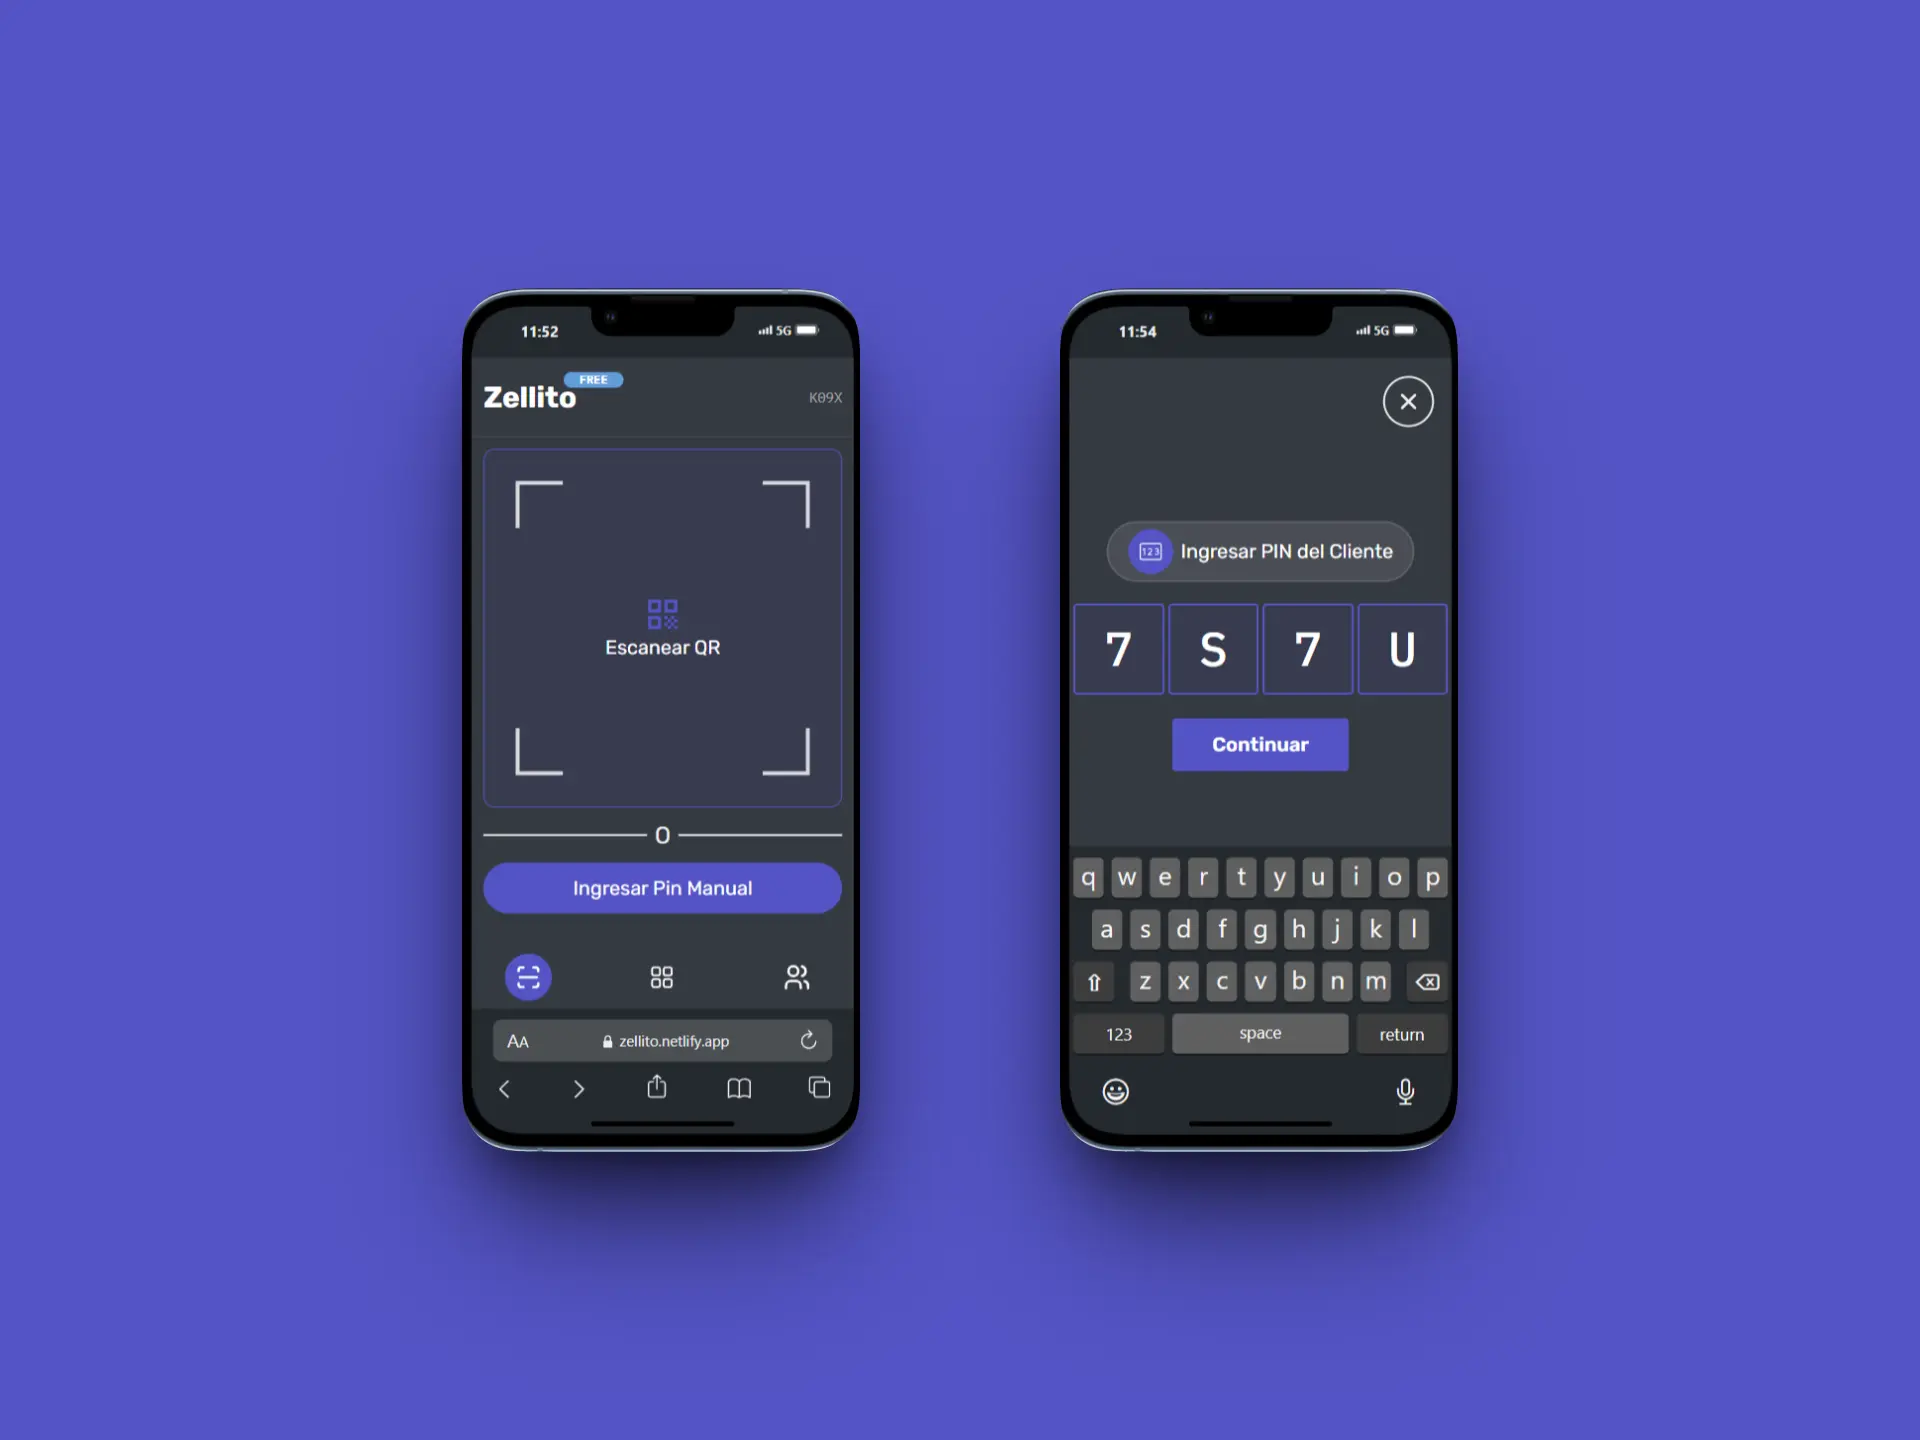 11:52
5G
Zellito
FREE
K09X
Escanear QR
O
Ingresar Pin Manual
AA
zellito.netlify.app
11:54
5G
123
Ingresar PIN del Cliente
7 S 7 U
Continuar
q w e r t y u i o p
a s d f g h j k l
z x c v b n m
123 space return